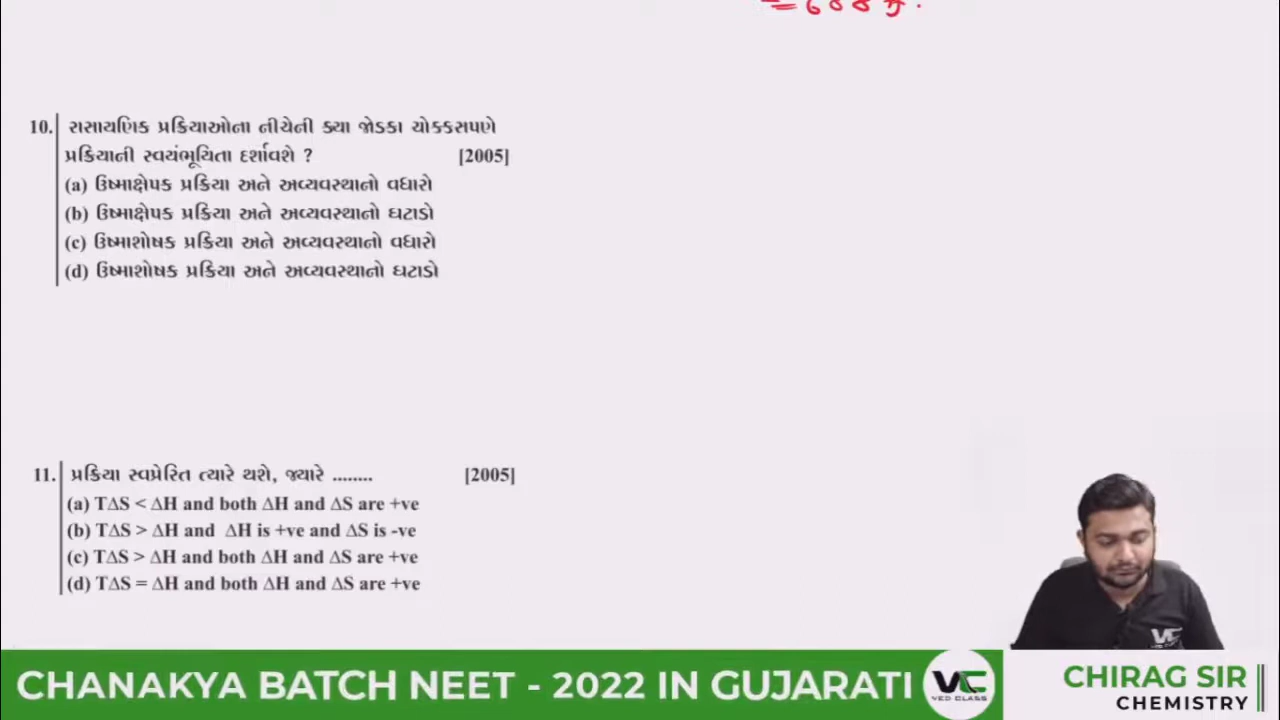 = 688 J.
10. રાસાયણિક પ્રક્રિયાઓના નીચેની ક્યા જોડકા ચોક્કસપણે
પ્રક્રિયાની સ્વયંભૂયિતા દર્શાવશે ? [2005]
(a) ઉષ્માક્ષેપક પ્રક્રિયા અને અવ્યવસ્થાનો વધારો
(b) ઉષ્માક્ષેપક પ્રક્રિયા અને અવ્યવસ્થાનો ઘટાડો
(c) ઉષ્માશોષક પ્રક્રિયા અને અવ્યવસ્થાનો વધારો
(d) ઉષ્માશોષક પ્રક્રિયા અને અવ્યવસ્થાનો ઘટાડો
11. પ્રક્રિયા સ્વપ્રેરિત ત્યારે થશે, જ્યારે ........ [2005]
(a) TΔS < ΔH and both ΔH and ΔS are +ve
(b) TΔS > ΔH and ΔH is +ve and ΔS is -ve
(c) TΔS > ΔH and both ΔH and ΔS are +ve
(d) TΔS = ΔH and both ΔH and ΔS are +ve
VC
CHANAKYA BATCH NEET - 2022 IN GUJARATI
VC
VED CLASS
CHIRAG SIR
CHEMISTRY